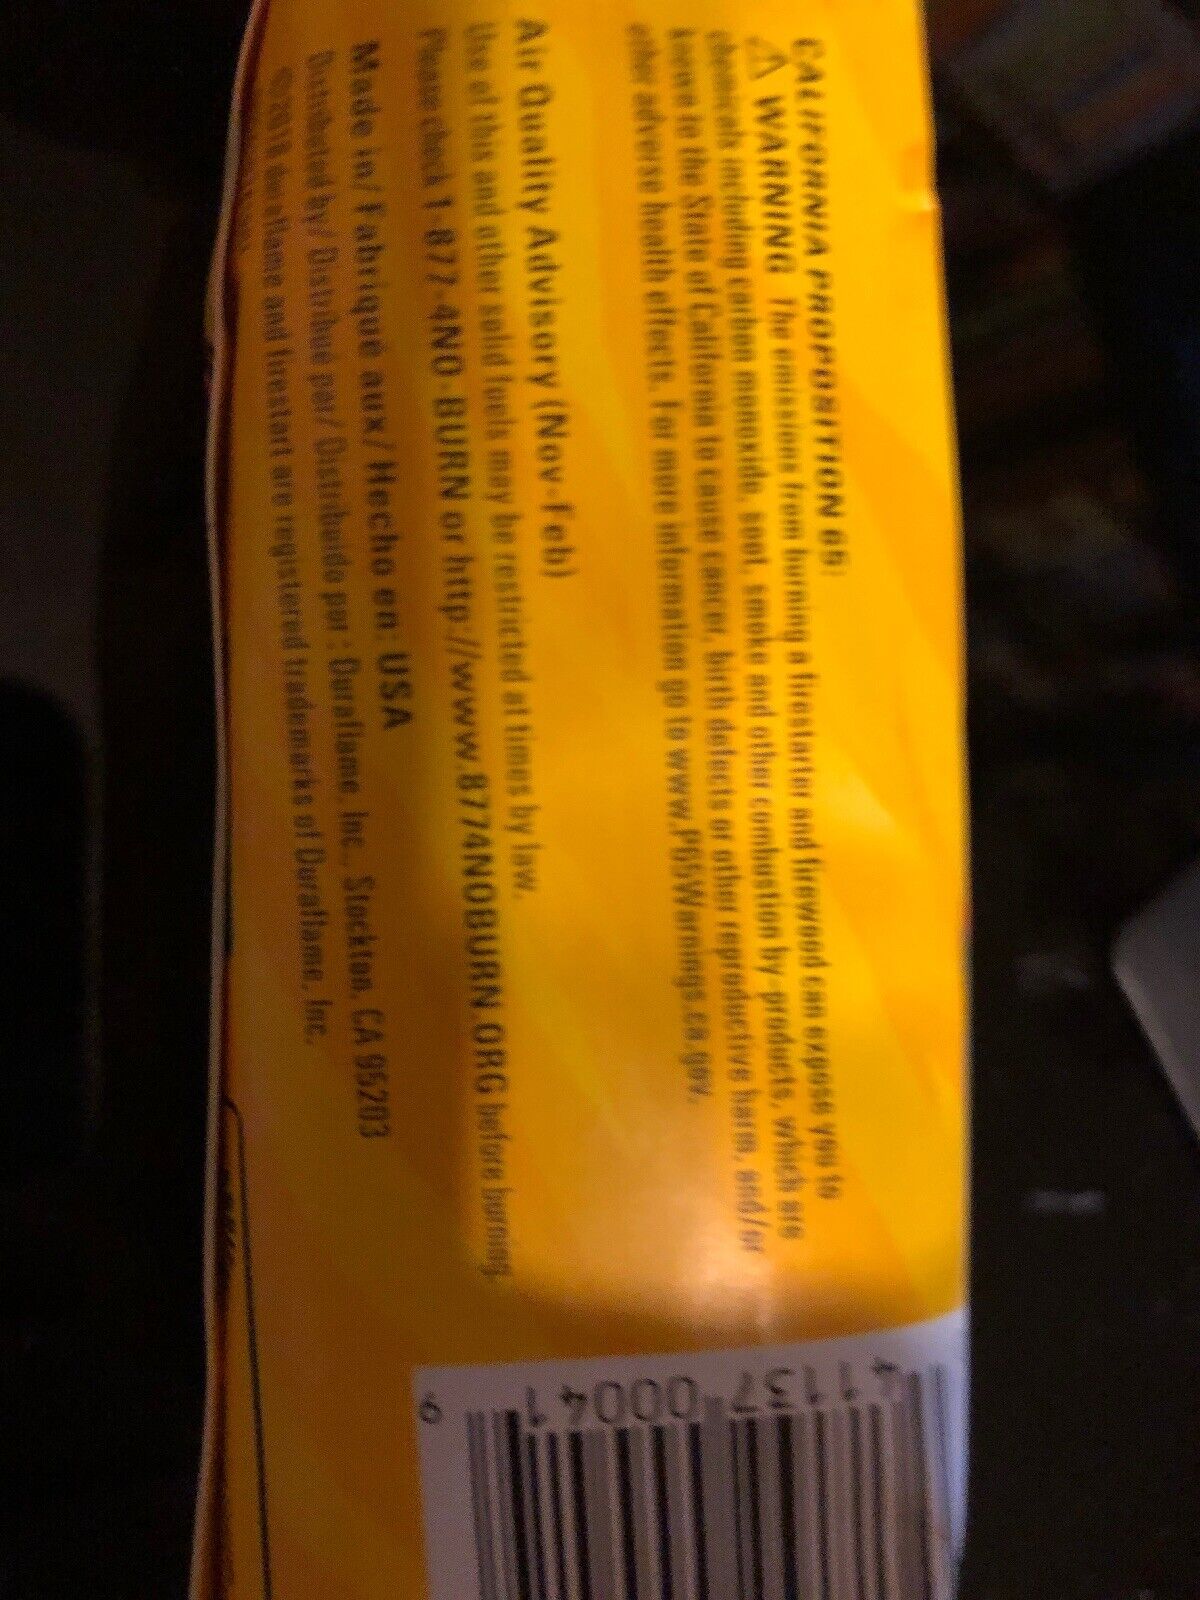 CALIFORNIA PROPOSITION 65:
⚠ WARNING The emissions from burning a firestarter and firewood can expose you to
chemicals including carbon monoxide, soot, smoke and other combustion by-products, which are
known to the State of California to cause cancer, birth defects or other reproductive harm, and/or
other adverse health effects. For more information go to www.P65Warnings.ca.gov.
Air Quality Advisory (Nov-Feb)
Use of this and other solid fuels may be restricted at times by law.
Please check 1-877-4NO-BURN or http://www.8774NOBURN.ORG before burning.
Made in/ Fabriqué aux/ Hecho en: USA
Distributed by/ Distribué par/ Distribuido por : Duraflame, Inc., Stockton, CA 95203
©2018 duraflame and firestart are registered trademarks of Duraflame, Inc.
41137 00041 9